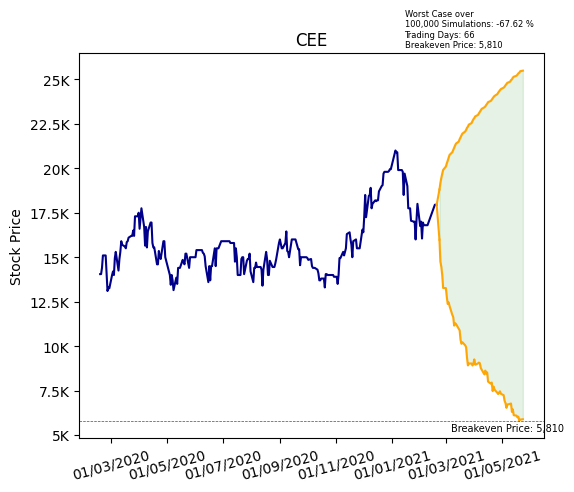 Worst Case over
100,000 Simulations: -67.62 %
Trading Days: 66
Breakeven Price: 5,810
CEE
Stock Price
25K
22.5K
20K
17.5K
15K
12.5K
10K
7.5K
5K
Breakeven Price: 5,810
01/03/2020
01/05/2020
01/07/2020
01/09/2020
01/11/2020
01/01/2021
01/03/2021
01/05/2021